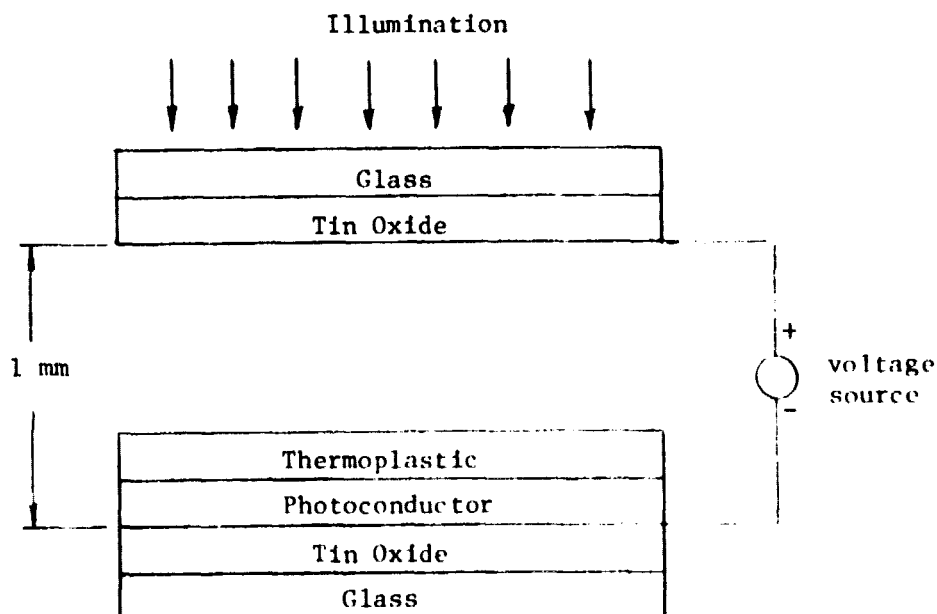 Illumination
Glass
Tin Oxide
1 mm
+
voltage
source
-
Thermoplastic
Photoconductor
Tin Oxide
Glass